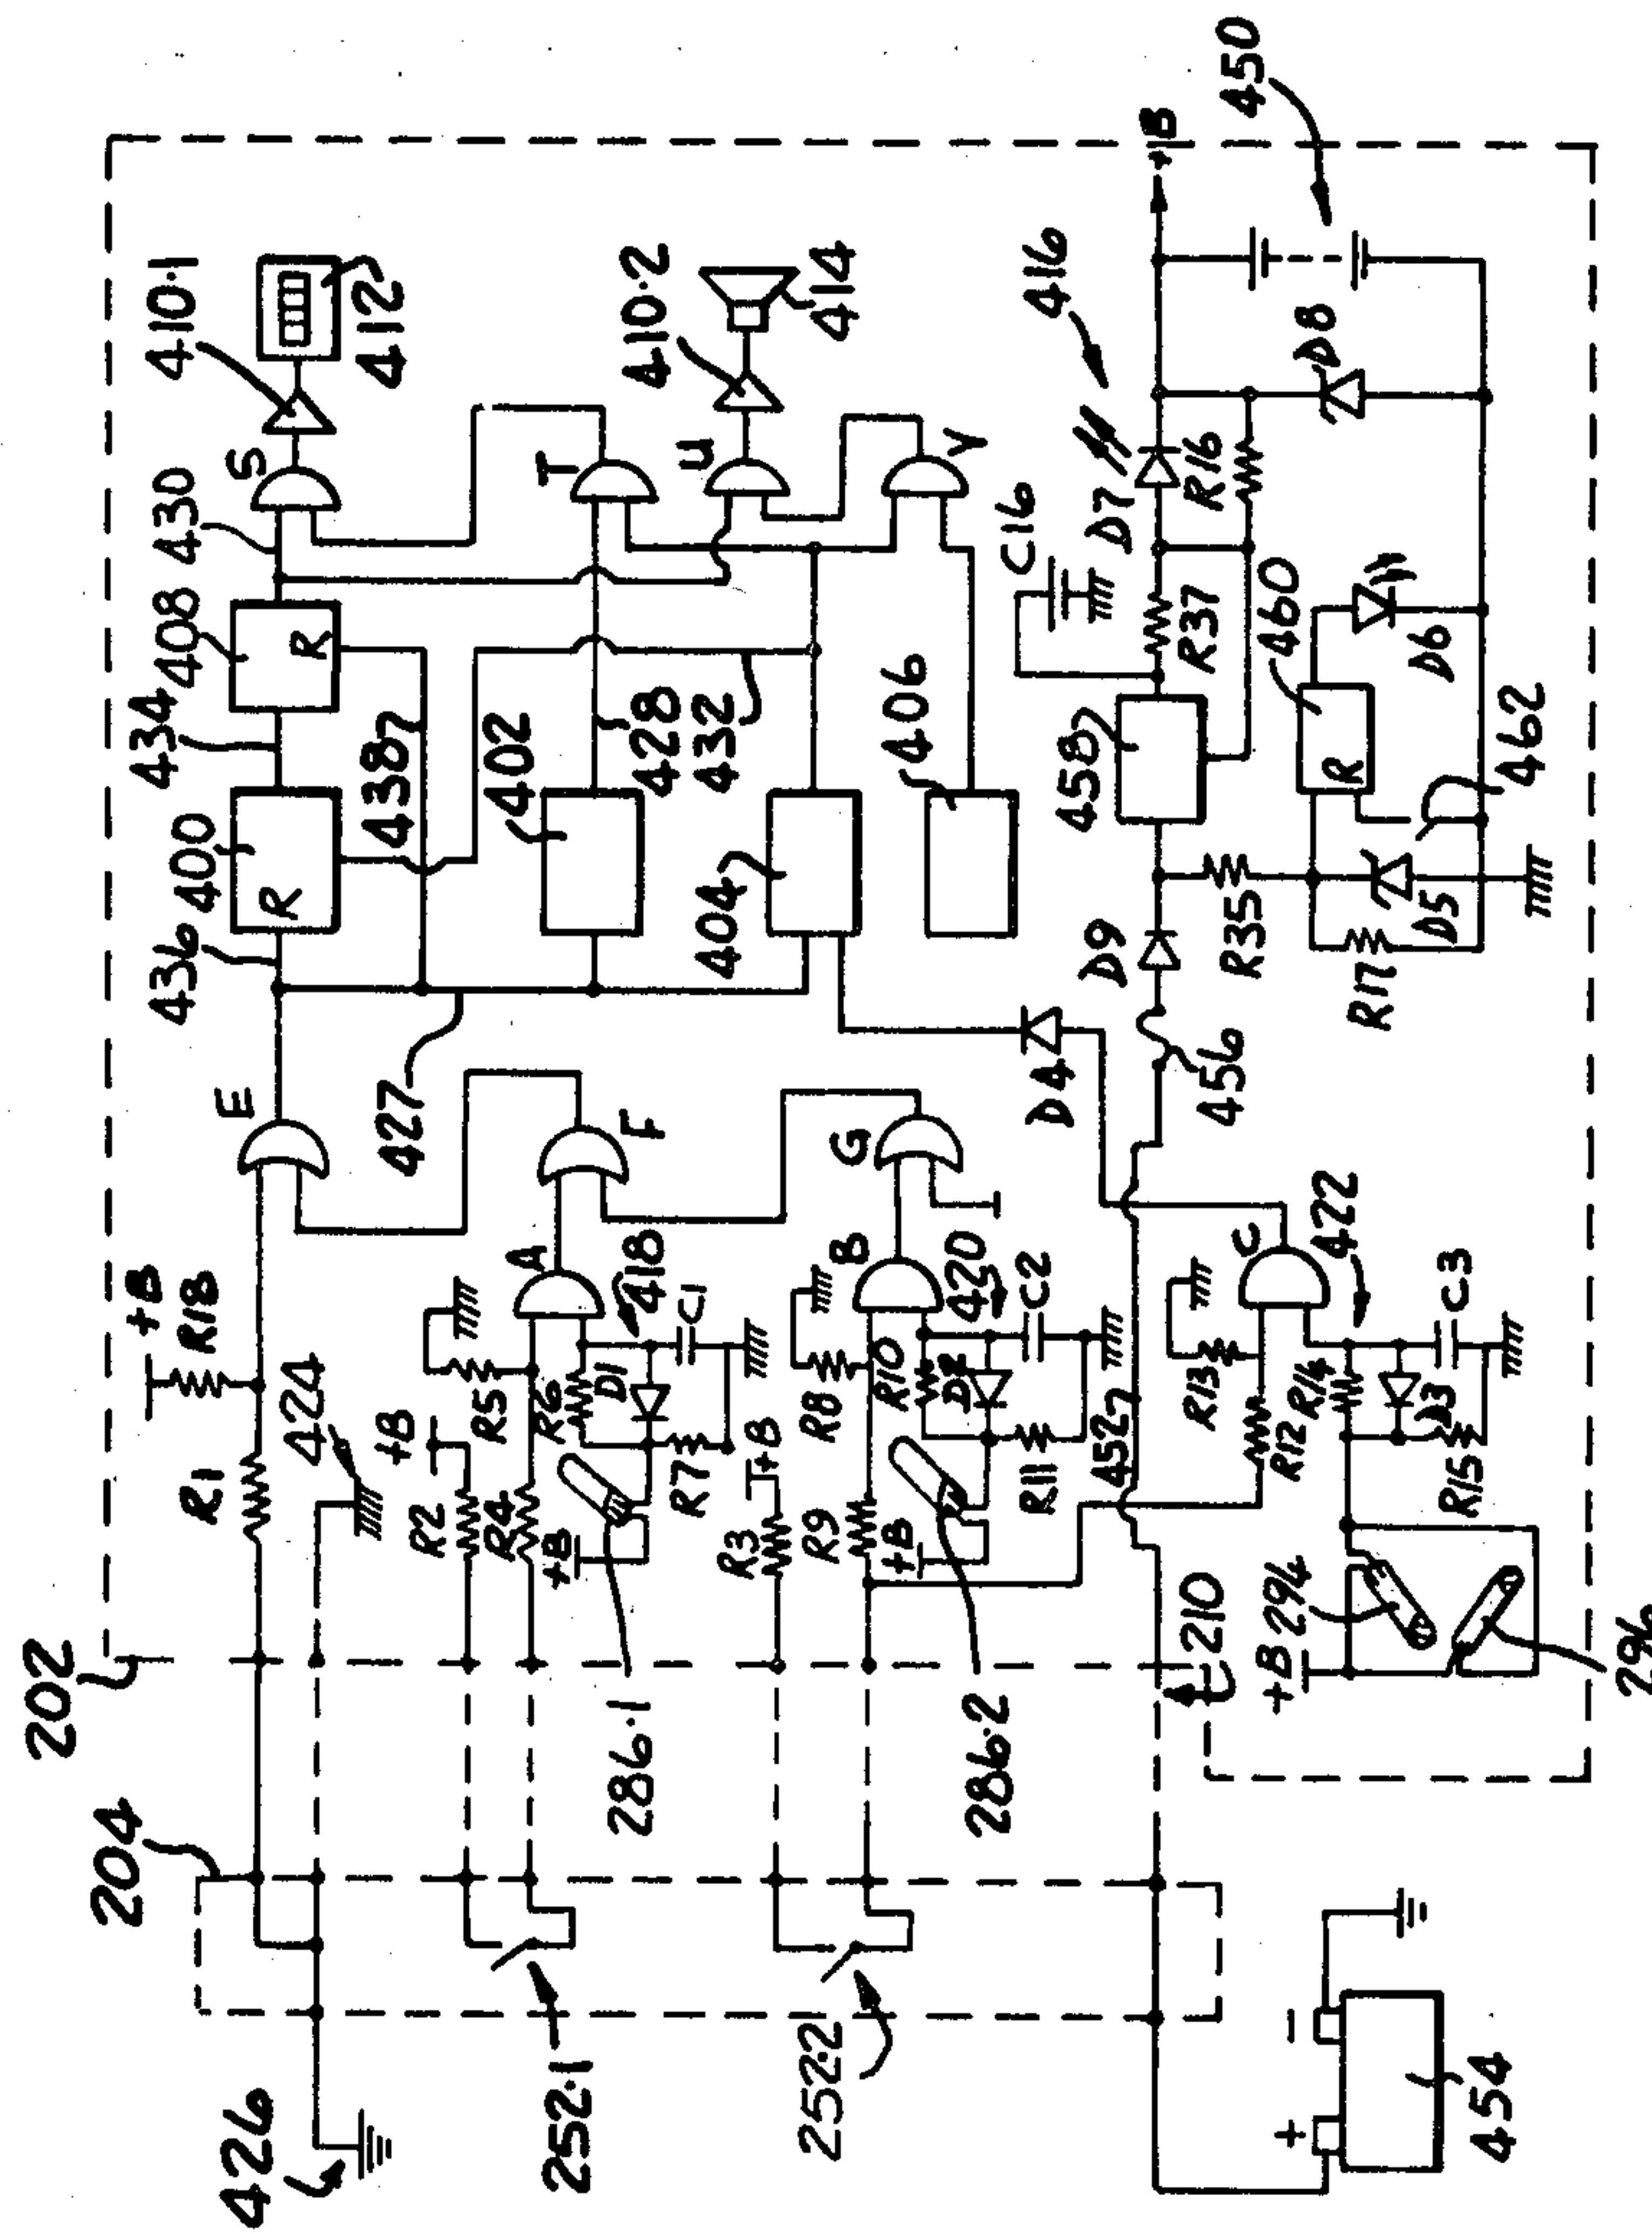 202
204
426
252.1
252.2
454
+
−
+B
R18
R1
424
+B
R2
R4
R5
R6
D1
R7
C1
418
A
+B
286.1
R3
+B
R8
R9
R10
D2
R11
C2
420
B
+B
286.2
452
210
+B
294
R12
R13
R14
D3
R15
C3
422
C
E
F
G
427
436
400
R
434
408
R
430
S
410.1
412
438
402
428
432
T
U
V
410.2
414
404
406
D4
456
D9
458
C16
R37
D7
R16
416
+B
450
D8
R35
R17
D5
R
460
D6
462